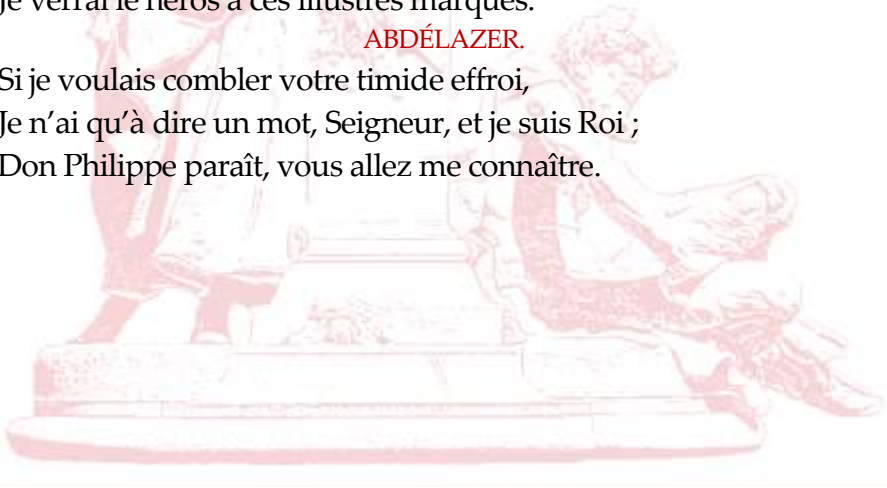 Je verrai le héros à ces illustres marques.
ABDÉLAZER.
Si je voulais combler votre timide effroi,
Je n’ai qu’à dire un mot, Seigneur, et je suis Roi ;
Don Philippe paraît, vous allez me connaître.